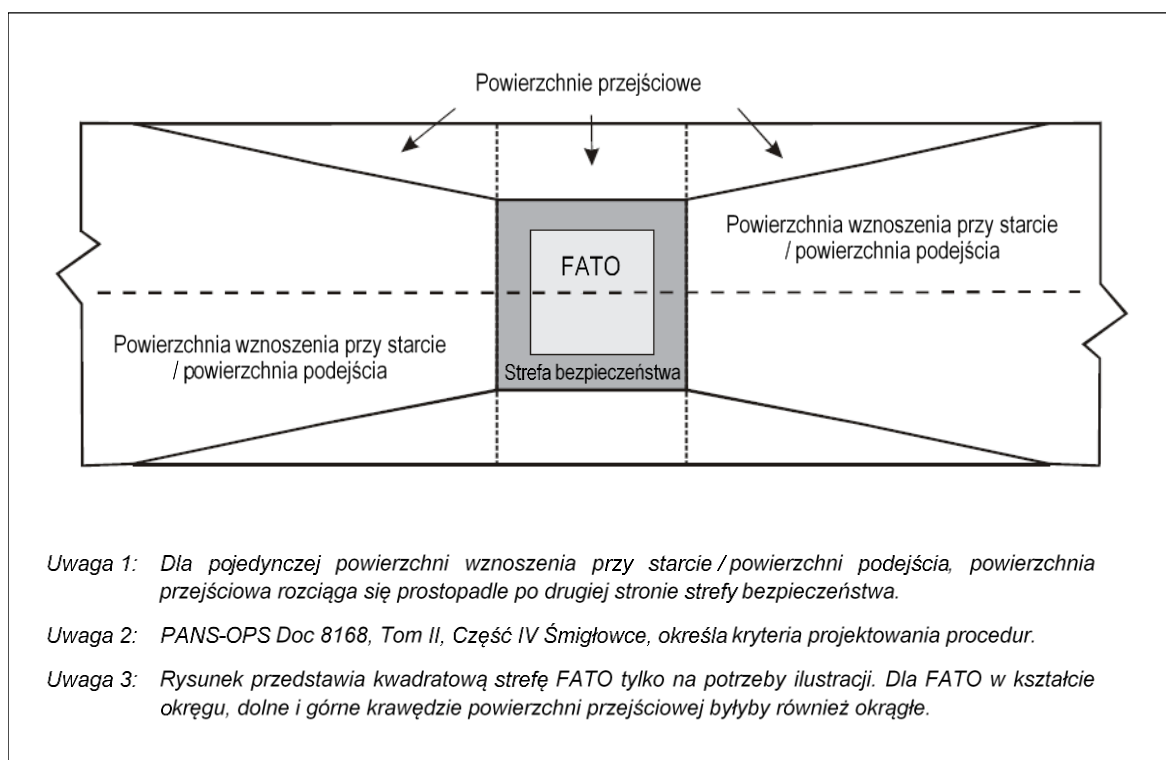 Powierzchnie przejściowe
Powierzchnia wznoszenia przy starcie
/ powierzchnia podejścia
FATO
Powierzchnia wznoszenia przy starcie
/ powierzchnia podejścia
Strefa bezpieczeństwa
Uwaga 1: Dla pojedynczej powierzchni wznoszenia przy starcie / powierzchni podejścia, powierzchnia
przejściowa rozciąga się prostopadle po drugiej stronie strefy bezpieczeństwa.
Uwaga 2: PANS-OPS Doc 8168, Tom II, Część IV Śmigłowce, określa kryteria projektowania procedur.
Uwaga 3: Rysunek przedstawia kwadratową strefę FATO tylko na potrzeby ilustracji. Dla FATO w kształcie
okręgu, dolne i górne krawędzie powierzchni przejściowej byłyby również okrągłe.